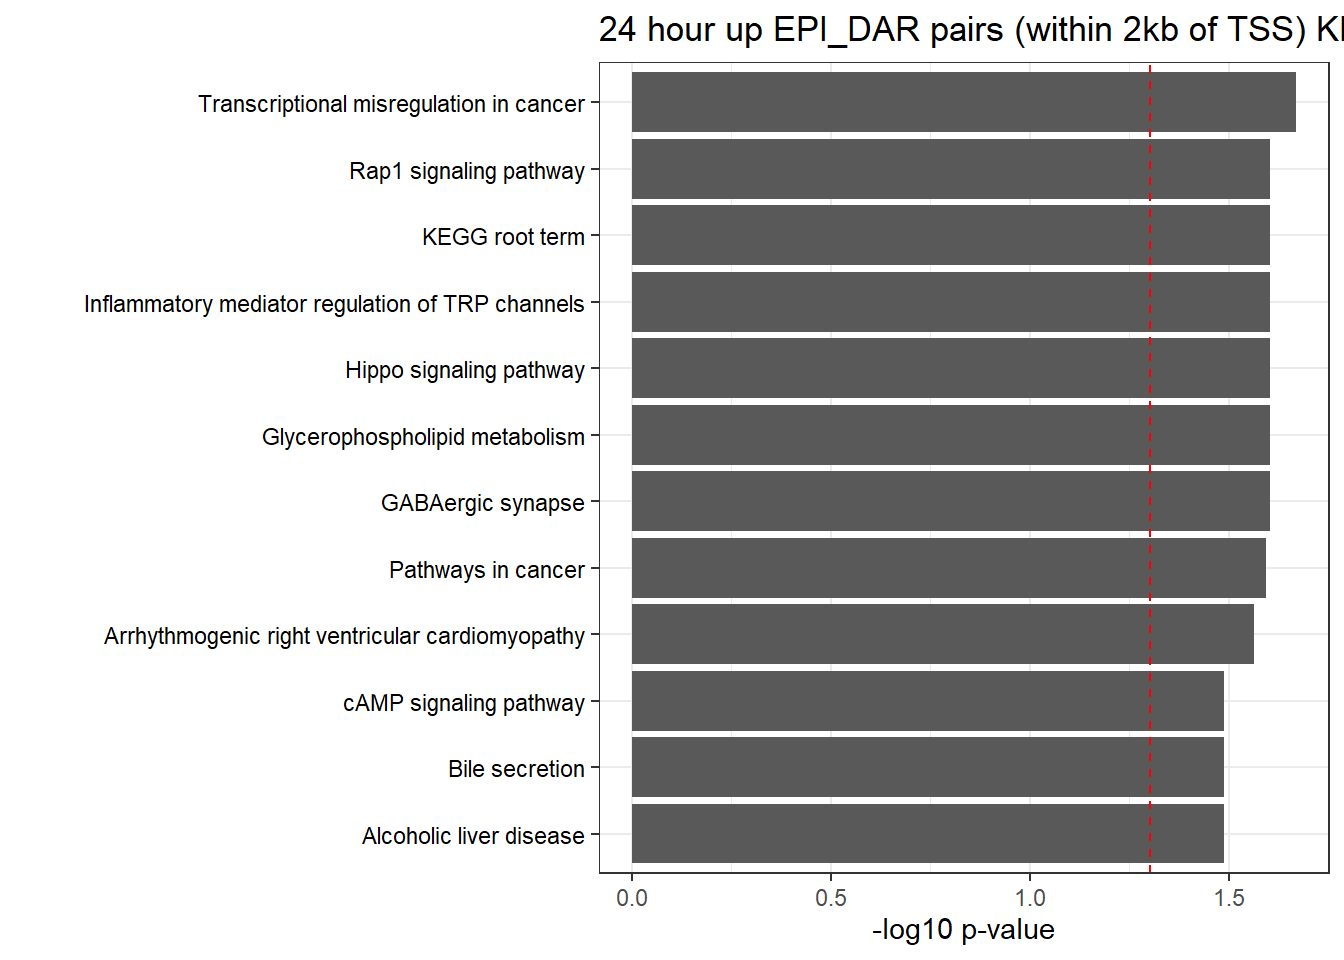 24 hour up EPI_DAR pairs (within 2kb of TSS)
Transcriptional misregulation in cancer
Rap1 signaling pathway
KEGG root term
Inflammatory mediator regulation of TRP channels
Hippo signaling pathway
Glycerophospholipid metabolism
GABAergic synapse
Pathways in cancer
Arrhythmogenic right ventricular cardiomyopathy
cAMP signaling pathway
Bile secretion
Alcoholic liver disease
0.0 0.5 1.0 1.5
-log10 p-value